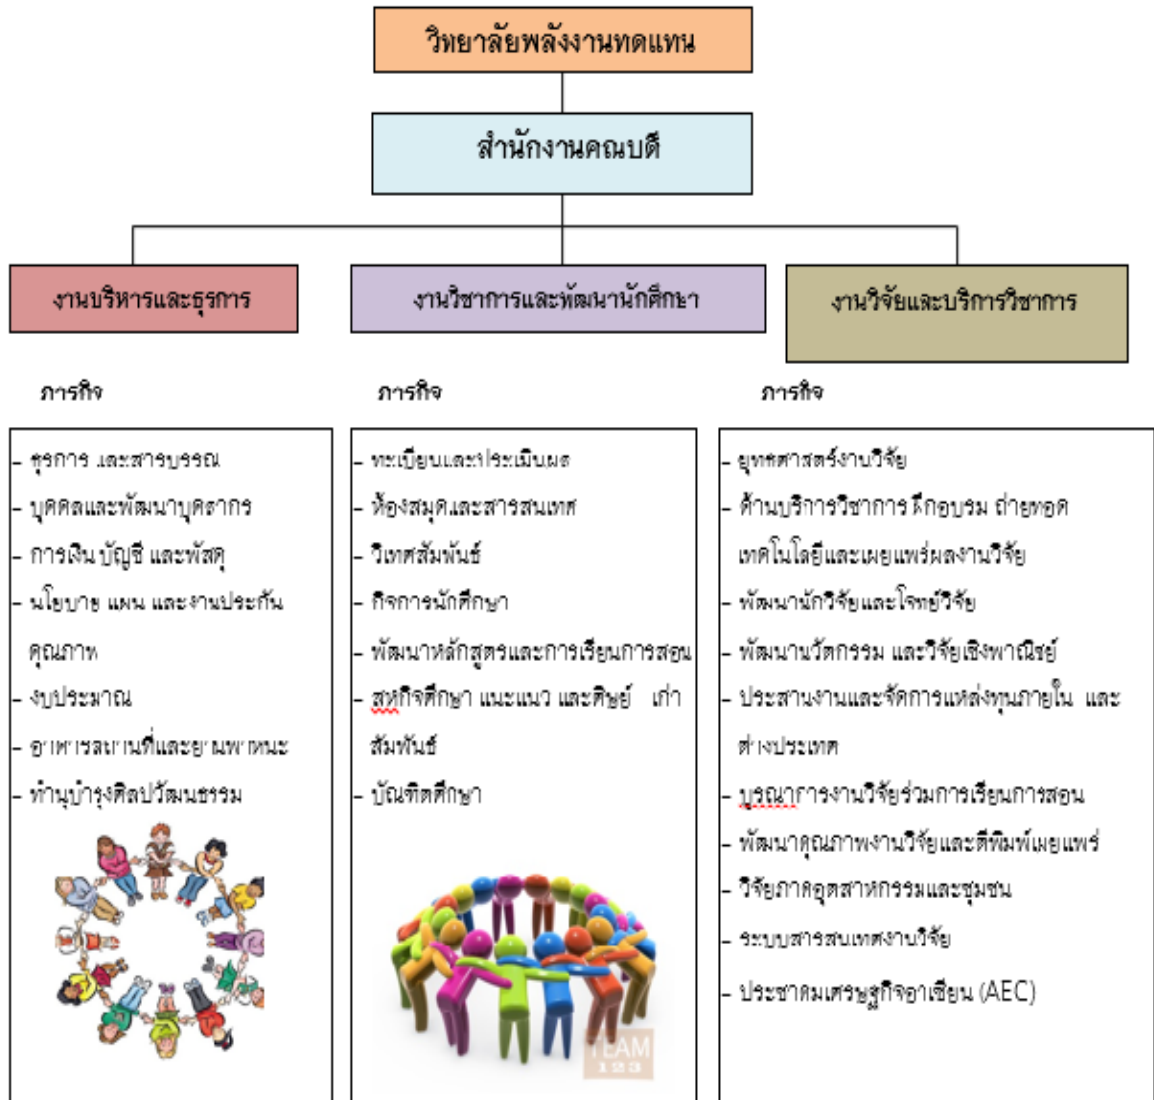 วิทยาลัยพลังงานทดแทน
สำนักงานคณบดี
งานบริหารและธุรการ
งานวิชาการและพัฒนานักศึกษา
งานวิจัยและบริการวิชาการ
ภารกิจ
- ธุรการ และสารบรรณ
- บุคคลและพัฒนาบุคลากร
- การเงิน บัญชี และพัสดุ
- นโยบาย แผน และงานประกัน
คุณภาพ
- งบประมาณ
- อาคารสถานที่และยานพาหนะ
- ทำนุบำรุงศิลปวัฒนธรรม
ภารกิจ
- ทะเบียนและประเมินผล
- ห้องสมุดและสารสนเทศ
- วิเทศสัมพันธ์
- กิจการนักศึกษา
- พัฒนาหลักสูตรและการเรียนการสอน
- สหกิจศึกษา แนะแนว และศิษย์ เก่า
สัมพันธ์
- บัณฑิตศึกษา
TEAM
123
ภารกิจ
- ยุทธศาสตร์งานวิจัย
- ด้านบริการวิชาการ ฝึกอบรม ถ่ายทอด
เทคโนโลยีและเผยแพร่ผลงานวิจัย
- พัฒนานักวิจัยและโจทย์วิจัย
- พัฒนานวัตกรรม และวิจัยเชิงพาณิชย์
- ประสานงานและจัดการแหล่งทุนภายใน และ
ต่างประเทศ
- บูรณาการงานวิจัยร่วมการเรียนการสอน
- พัฒนาคุณภาพงานวิจัยและตีพิมพ์เผยแพร่
- วิจัยภาคอุตสาหกรรมและชุมชน
- ระบบสารสนเทศงานวิจัย
- ประชาคมเศรษฐกิจอาเซียน (AEC)